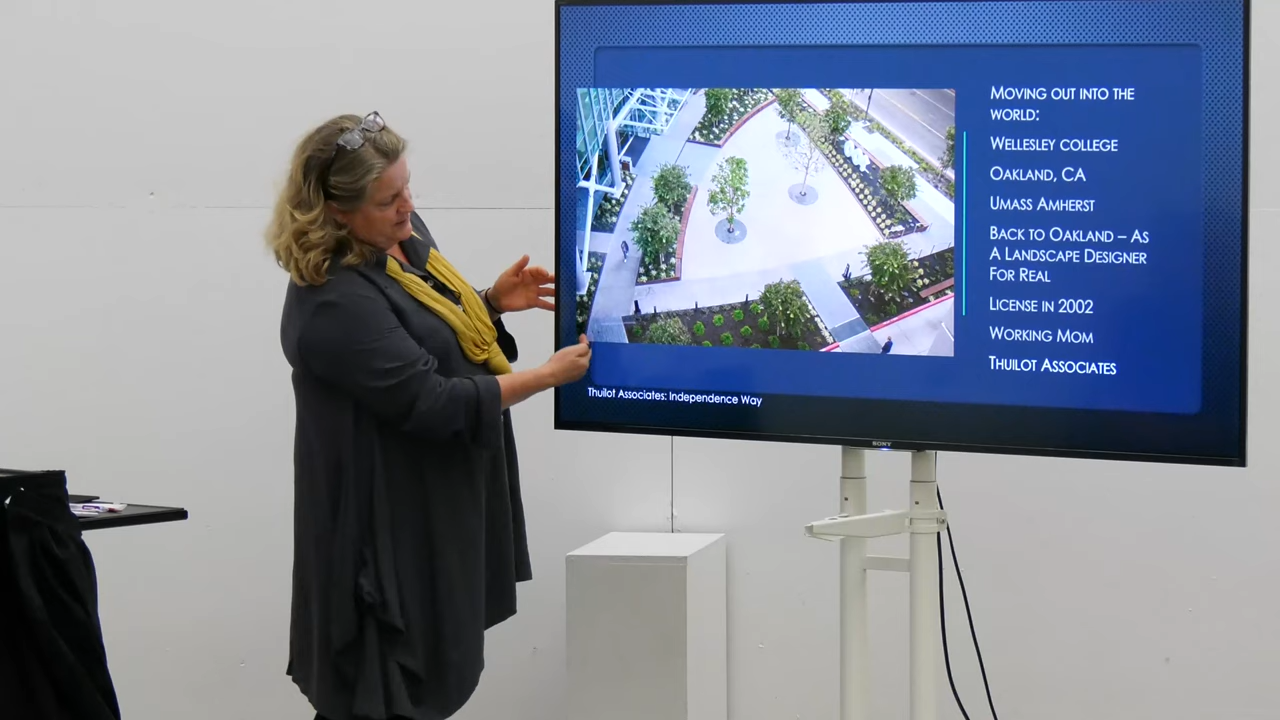 MOVING OUT INTO THE
WORLD:
WELLESLEY COLLEGE
OAKLAND, CA
UMASS AMHERST
BACK TO OAKLAND – AS
A LANDSCAPE DESIGNER
FOR REAL
LICENSE IN 2002
WORKING MOM
THUILOT ASSOCIATES
Thuilot Associates: Independence Way
SONY